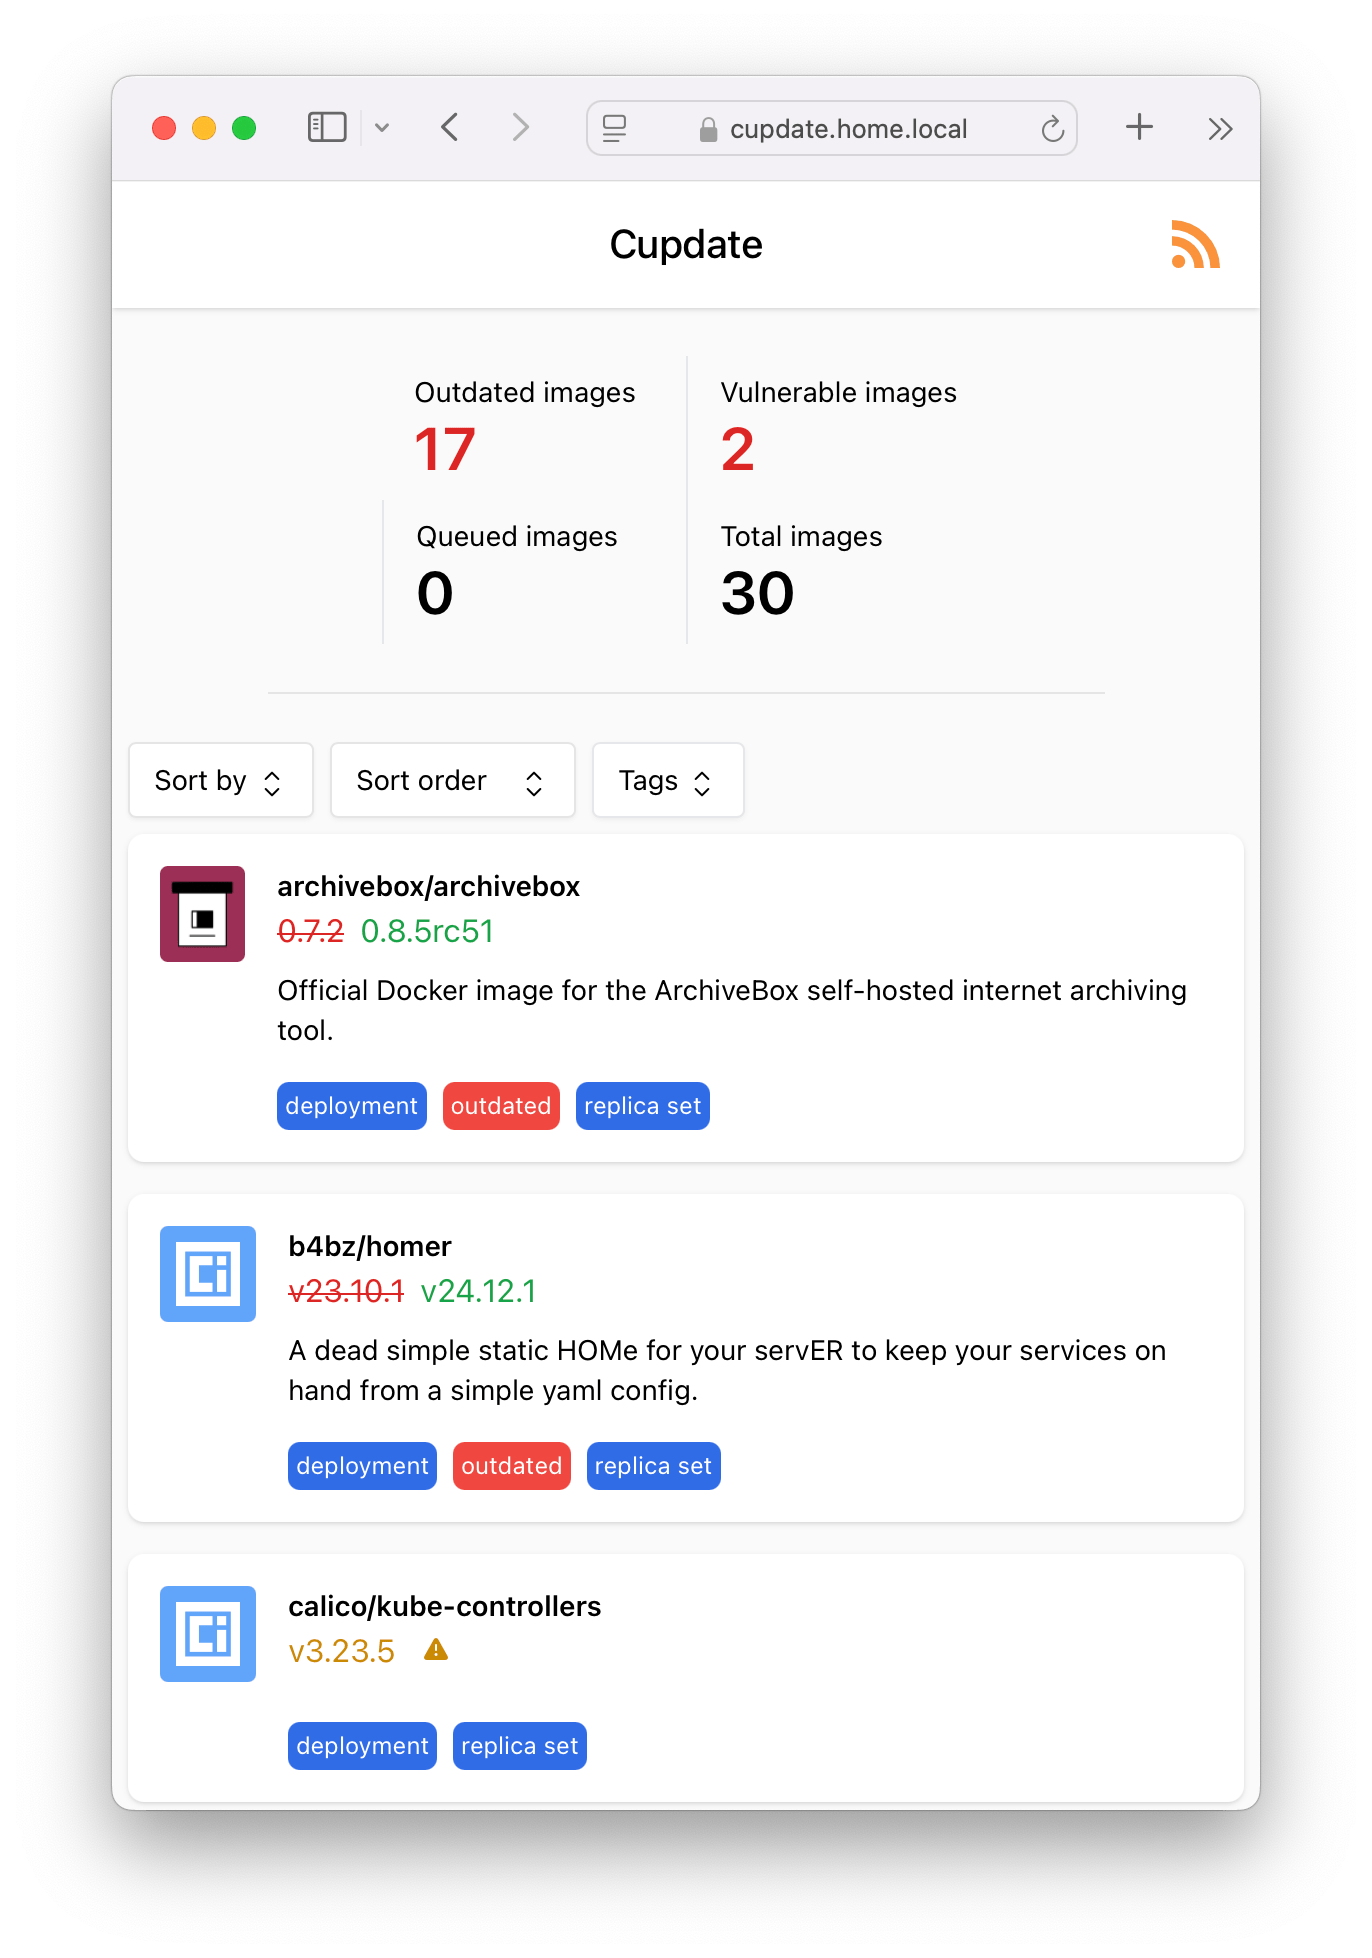 cupdate.home.local
Cupdate
Outdated images
17
Vulnerable images
2
Queued images
0
Total images
30
Sort by
Sort order
Tags
archivebox/archivebox
0.7.2 0.8.5rc51
Official Docker image for the ArchiveBox self-hosted internet archiving
tool.
deployment outdated replica set
b4bz/homer
v23.10.1 v24.12.1
A dead simple static HOMe for your servER to keep your services on
hand from a simple yaml config.
deployment outdated replica set
calico/kube-controllers
v3.23.5
deployment replica set